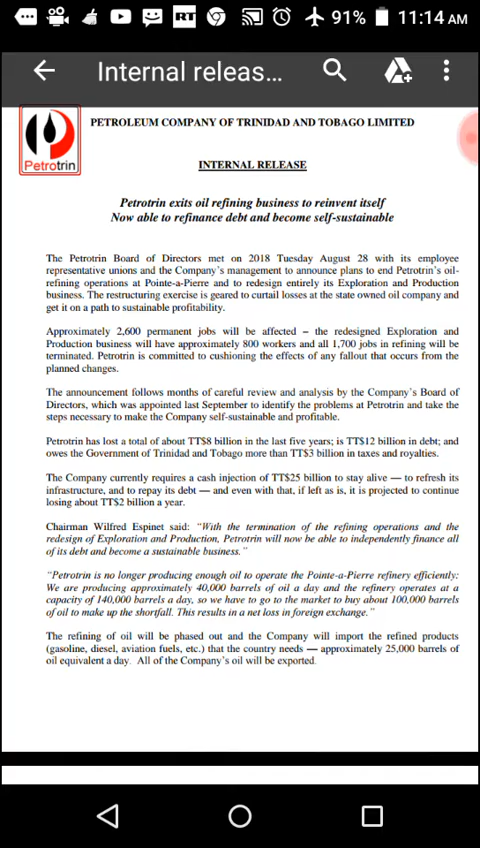 RT
91%
11:14 AM
Internal releas...
PETROLEUM COMPANY OF TRINIDAD AND TOBAGO LIMITED
Petrotrin
INTERNAL RELEASE
Petrotrin exits oil refining business to reinvent itself
Now able to refinance debt and become self-sustainable
The Petrotrin Board of Directors met on 2018 Tuesday August 28 with its employee
representative unions and the Company's management to announce plans to end Petrotrin's oil-
refining operations at Pointe-a-Pierre and to redesign entirely its Exploration and Production
business. The restructuring exercise is geared to curtail losses at the state owned oil company and
get it on a path to sustainable profitability.
Approximately 2,600 permanent jobs will be affected – the redesigned Exploration and
Production business will have approximately 800 workers and all 1,700 jobs in refining will be
terminated. Petrotrin is committed to cushioning the effects of any fallout that occurs from the
planned changes.
The announcement follows months of careful review and analysis by the Company's Board of
Directors, which was appointed last September to identify the problems at Petrotrin and take the
steps necessary to make the Company self-sustainable and profitable.
Petrotrin has lost a total of about TT$8 billion in the last five years; is TT$12 billion in debt; and
owes the Government of Trinidad and Tobago more than TT$3 billion in taxes and royalties.
The Company currently requires a cash injection of TT$25 billion to stay alive — to refresh its
infrastructure, and to repay its debt — and even with that, if left as is, it is projected to continue
losing about TT$2 billion a year.
Chairman Wilfred Espinet said: "With the termination of the refining operations and the
redesign of Exploration and Production, Petrotrin will now be able to independently finance all
of its debt and become a sustainable business."
"Petrotrin is no longer producing enough oil to operate the Pointe-a-Pierre refinery efficiently:
We are producing approximately 40,000 barrels of oil a day and the refinery operates at a
capacity of 140,000 barrels a day, so we have to go to the market to buy about 100,000 barrels
of oil to make up the shortfall. This results in a net loss in foreign exchange."
The refining of oil will be phased out and the Company will import the refined products
(gasoline, diesel, aviation fuels, etc.) that the country needs — approximately 25,000 barrels of
oil equivalent a day. All of the Company's oil will be exported.